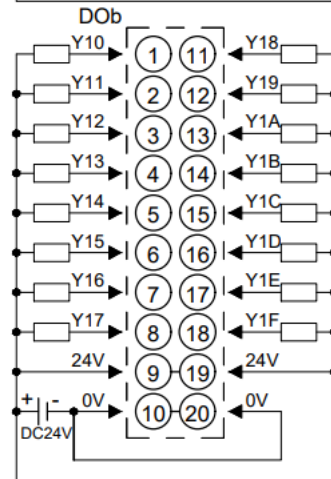 DOb
Y10 1 11 Y18
Y11 2 12 Y19
Y12 3 13 Y1A
Y13 4 14 Y1B
Y14 5 15 Y1C
Y15 6 16 Y1D
Y16 7 17 Y1E
Y17 8 18 Y1F
24V 9 19 24V
+ - 0V 10 20 0V
DC24V